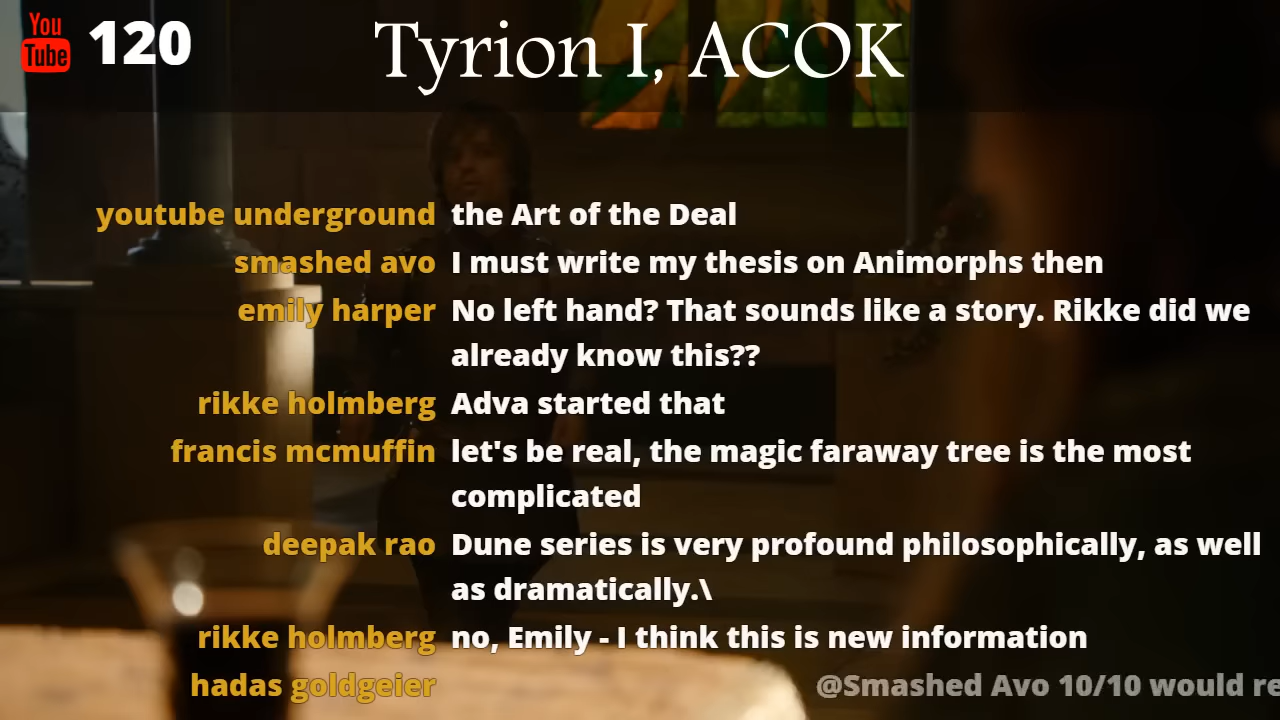 You Tube 120 Tyrion I, ACOK
youtube underground the Art of the Deal
smashed avo I must write my thesis on Animorphs then
emily harper No left hand? That sounds like a story. Rikke did we
already know this??
rikke holmberg Adva started that
francis mcmuffin let's be real, the magic faraway tree is the most
complicated
deepak rao Dune series is very profound philosophically, as well
as dramatically.\
rikke holmberg no, Emily - I think this is new information
hadas goldgeier @Smashed Avo 10/10 would